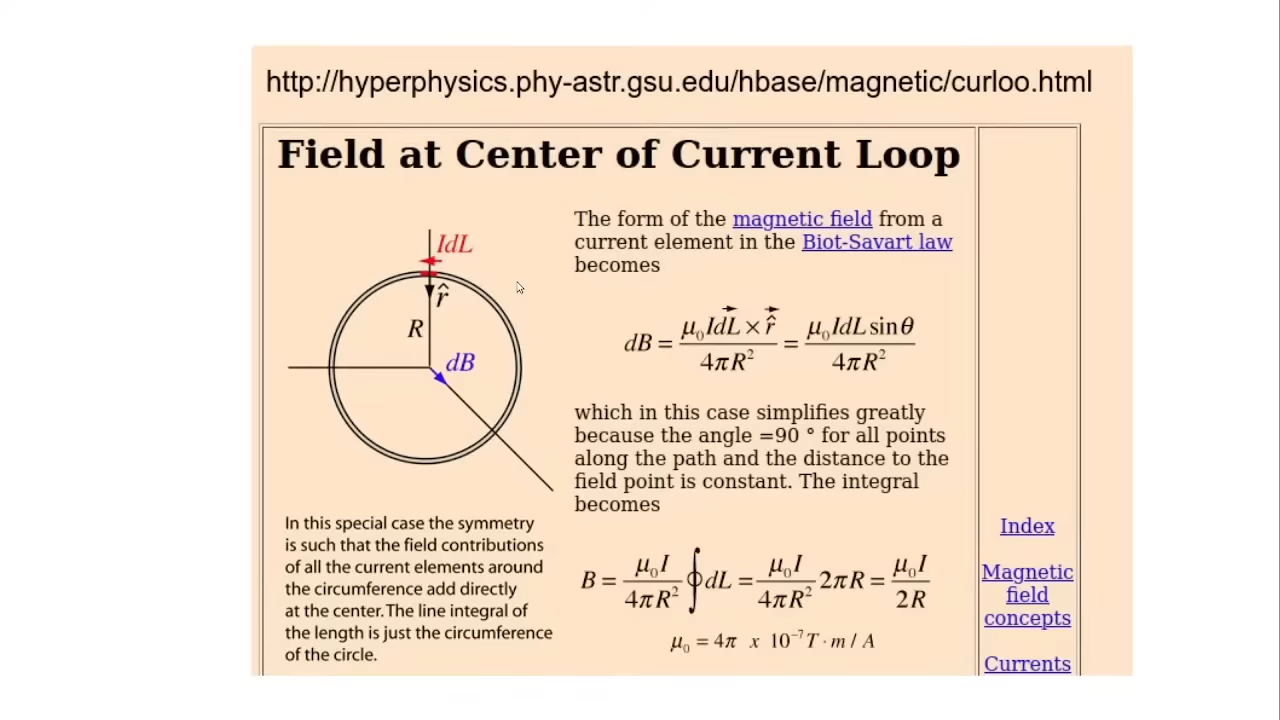 http://hyperphysics.phy-astr.gsu.edu/hbase/magnetic/curloo.html
Field at Center of Current Loop
IdL
r̂
R
dB
In this special case the symmetry
is such that the field contributions
of all the current elements around
the circumference add directly
at the center. The line integral of
the length is just the circumference
of the circle.
The form of the magnetic field from a
current element in the Biot-Savart law
becomes
dB = μ₀IdL⃗ × r̂⃗ / 4πR² = μ₀IdL sinθ / 4πR²
which in this case simplifies greatly
because the angle =90 ° for all points
along the path and the distance to the
field point is constant. The integral
becomes
B = μ₀I / 4πR² ∮dL = μ₀I / 4πR² 2πR = μ₀I / 2R
μ₀ = 4π x 10⁻⁷ T · m / A
Index
Magnetic
field
concepts
Currents